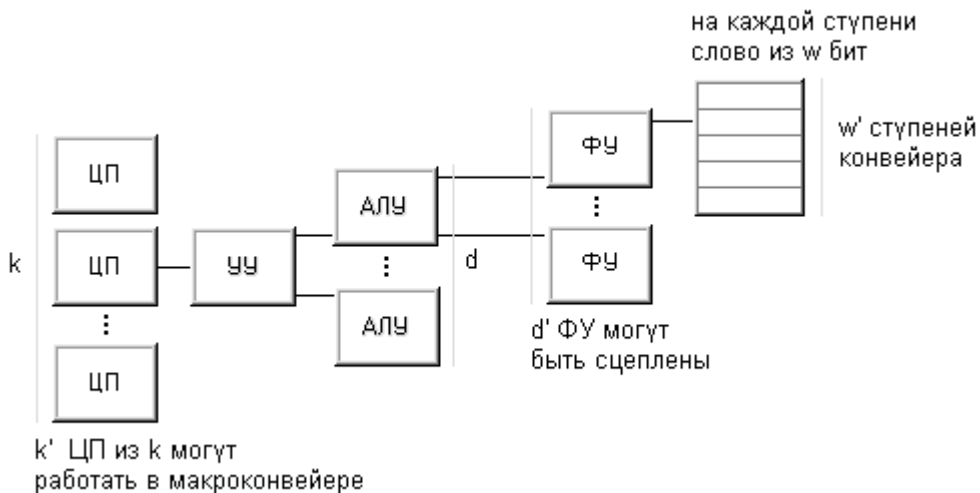 на каждой ступени
слово из w бит
w' ступеней
конвейера
k
ЦП
ЦП
ЦП
УУ
АЛУ
АЛУ
d
ФУ
ФУ
d' ФУ могут
быть сцеплены
k' ЦП из k могут
работать в макроконвейере